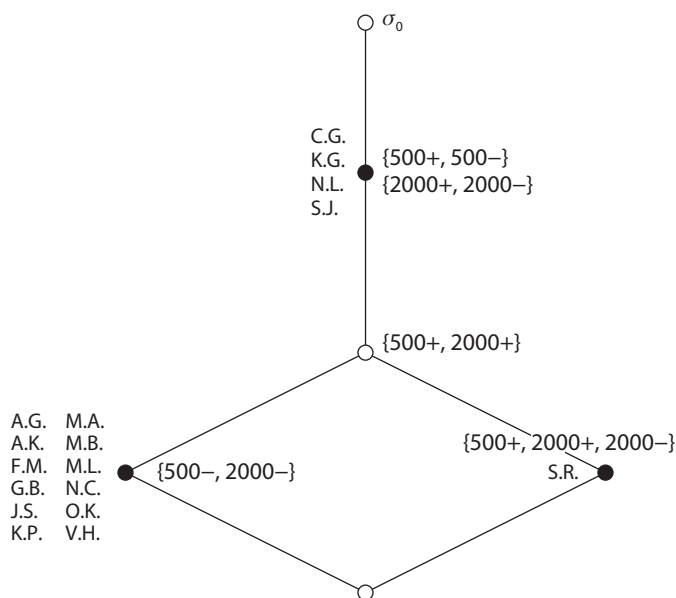 σ₀
C.G.
K.G.
N.L.
S.J.
{500+, 500−}
{2000+, 2000−}
{500+, 2000+}
A.G. M.A.
A.K. M.B.
F.M. M.L.
G.B. N.C.
J.S. O.K.
K.P. V.H.
{500−, 2000−}
{500+, 2000+, 2000−}
S.R.